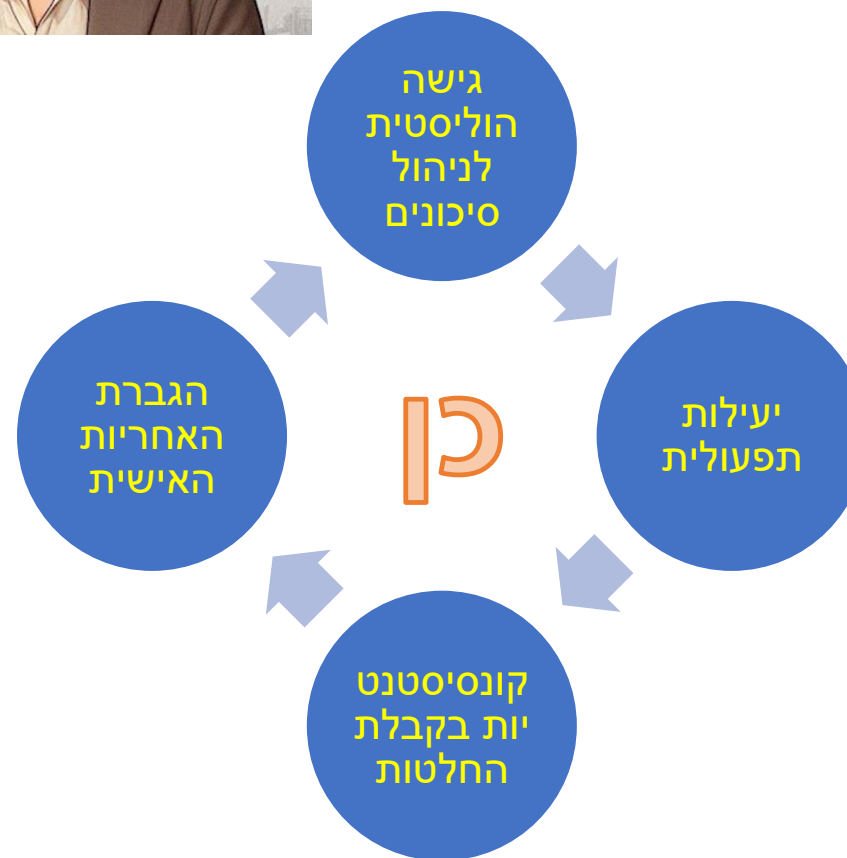 גישה
הוליסטית
לניהול
סיכונים
יעילות
תפעולית
קונסיסטנט
יות בקבלת
החלטות
הגברת
האחריות
האישית
כן